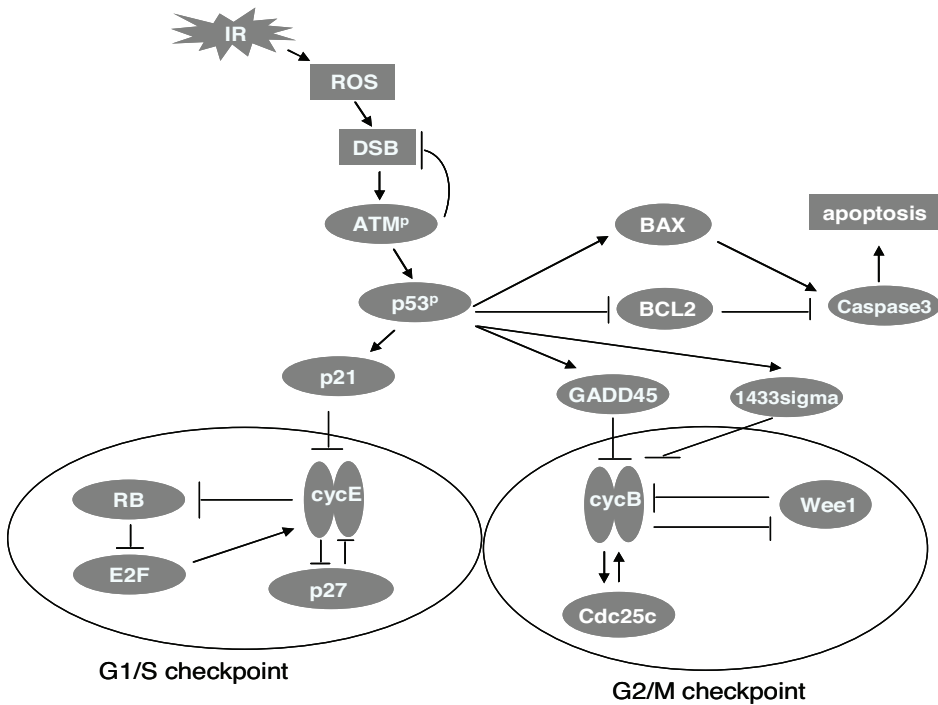 IR
ROS
DSB
ATMp
p53p
BAX
apoptosis
BCL2
Caspase3
p21
GADD45
1433sigma
RB
cycE
E2F
p27
cycB
Wee1
Cdc25c
G1/S checkpoint
G2/M checkpoint